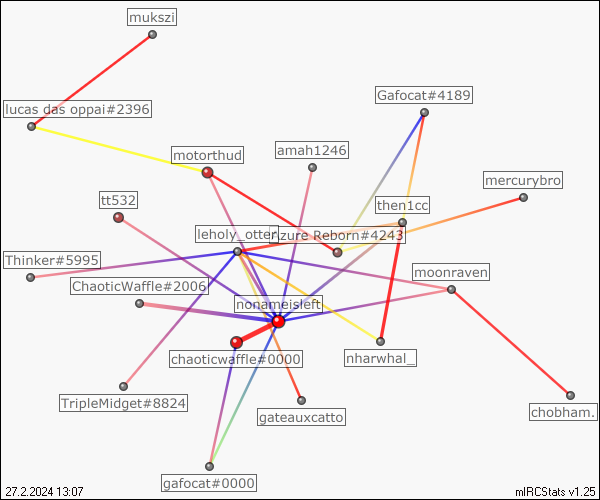 mukszi
Gafocat#4189
lucas das oppai#2396
motorthud
amah1246
mercurybro
tt532
then1cc
leholy_otter
Azure Reborn#4243
Thinker#5995
moonraven
ChaoticWaffle#2006
nonameisleft
chaoticwaffle#0000
nharwhal_
TripleMidget#8824
gateauxcatto
chobham.
gafocat#0000
27.2.2024 13:07
mIRCStats v1.25